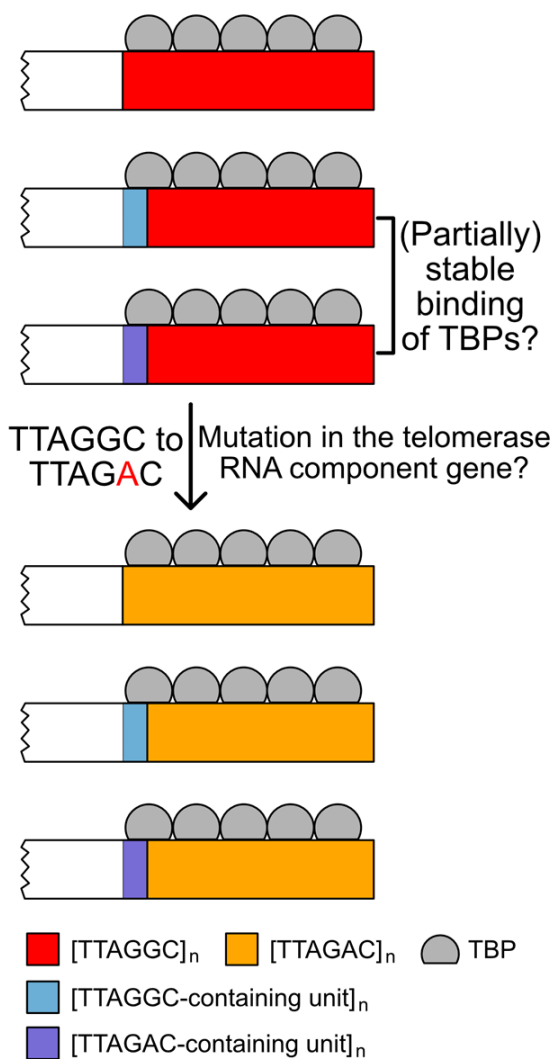 (Partially)
stable
binding
of TBPs?
TTAGGC to
TTAGAC
Mutation in the telomerase
RNA component gene?
[TTAGGC]n
[TTAGAC]n
TBP
[TTAGGC-containing unit]n
[TTAGAC-containing unit]n